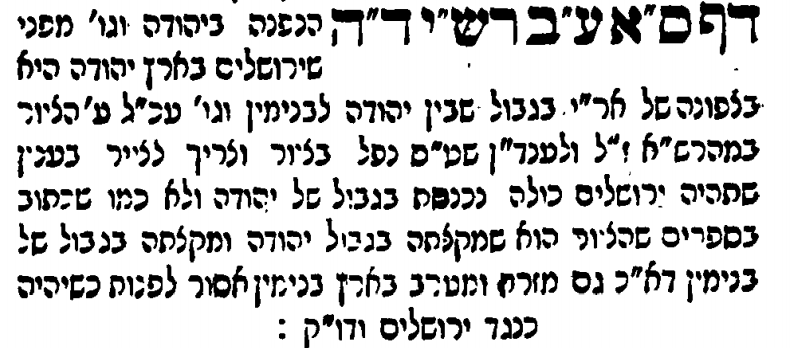 דף ס"א ע"ב רש"י ד"ה הנפנה ביהודה וגו' מפני
שירושלים בארץ יהודה היא
בצפונה של אר"י בגבול שבין יהודה לבנימין וגו' עכ"ל ע' הציור
במהרש"א ז"ל ולענד"ן שט"ס נפל בציור וצריך לצייר בענין
שתהיה ירושלים כולה נכנסת בגבול של יהודה ולא כמו שכתוב
בספרים שהציור הוא שמקצתה בגבול יהודה ומקצתה בגבול של
בנימין דא"כ גם מזרח ומערב בארץ בנימין אסור לפנות כשיהיה
כנגד ירושלים ודו"ק :